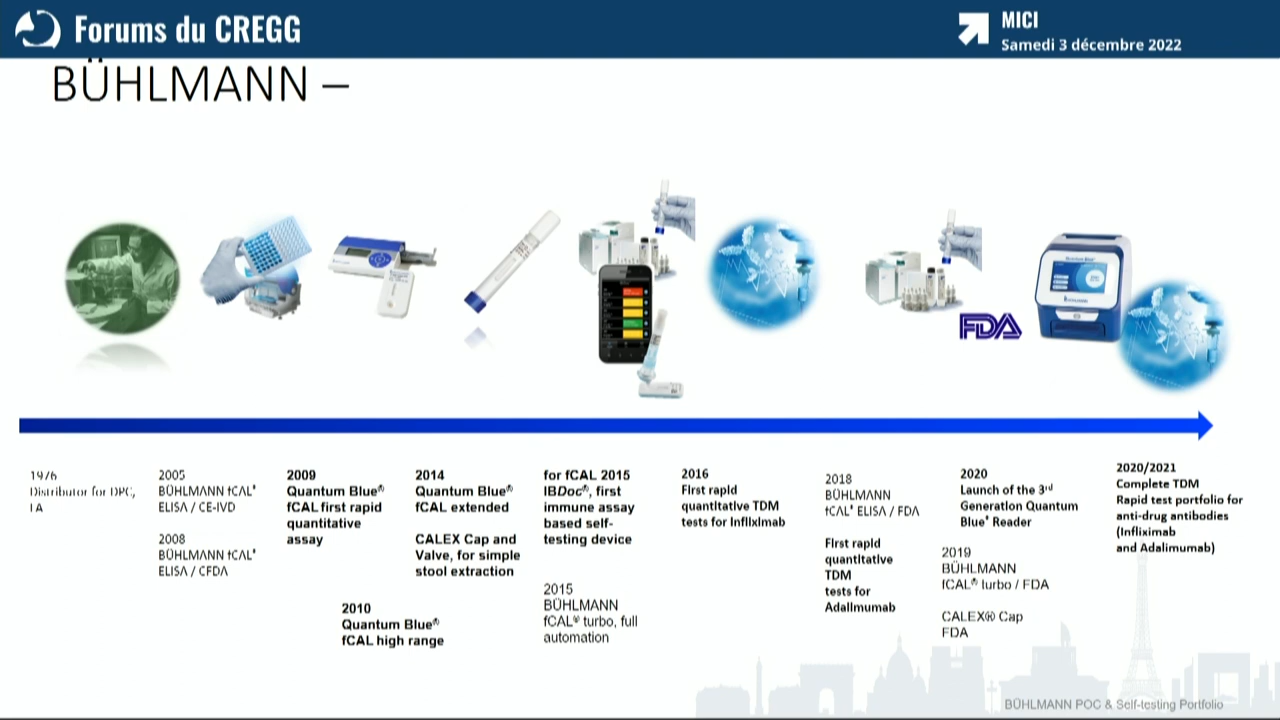 Forums du CREGG
MICI
Samedi 3 décembre 2022
BÜHLMANN –
FDA
1976
Distributor for DPC,
LA
2005
BÜHLMANN fCAL®
ELISA / CE-IVD
2008
BÜHLMANN fCAL®
ELISA / CFDA
2009
Quantum Blue®
fCAL first rapid
quantitative
assay
2010
Quantum Blue®
fCAL high range
2014
Quantum Blue®
fCAL extended
CALEX Cap and
Valve, for simple
stool extraction
for fCAL 2015
IBDoc®, first
immune assay
based self-
testing device
2015
BÜHLMANN
fCAL® turbo, full
automation
2016
First rapid
quantitative TDM
tests for Infliximab
2018
BÜHLMANN
fCAL® ELISA / FDA
First rapid
quantitative
TDM
tests for
Adalimumab
2020
Launch of the 3rd
Generation Quantum
Blue® Reader
2019
BÜHLMANN
fCAL® turbo / FDA
CALEX® Cap
FDA
2020/2021
Complete TDM
Rapid test portfolio for
anti-drug antibodies
(Infliximab
and Adalimumab)
BÜHLMANN POC & Self-testing Portfolio